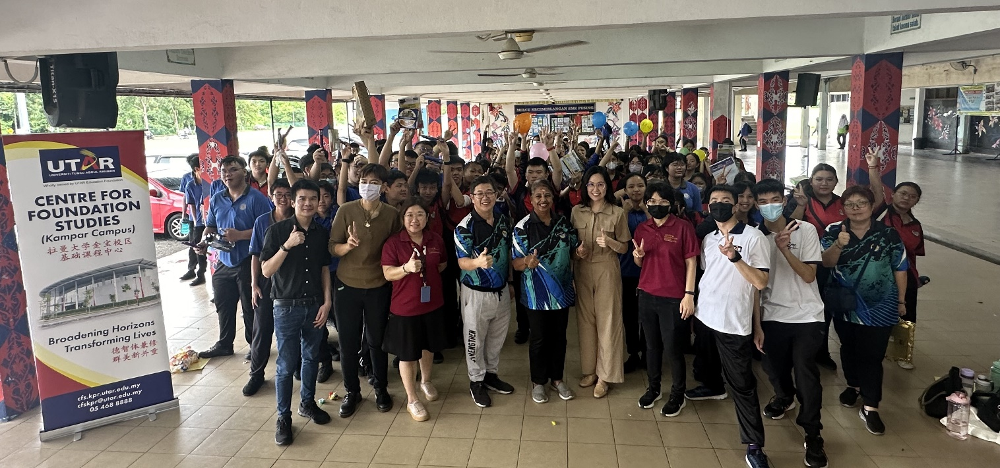 Titan-X15
UTAR
UNIVERSITI TUNKU ABDUL RAHMAN
Wholly owned by UTAR Education Foundation
CENTRE FOR
FOUNDATION
STUDIES
(Kampar Campus)
拉曼大学金宝校区
基础课程中心
Broadening Horizons
Transforming Lives
德智体兼修
群美新并重
cfs.kpr.utar.edu.my
cfskpr@utar.edu.my
05 468 8888
MERCU KECEMERLANGAN SMK PUSING
STRENGTHEN